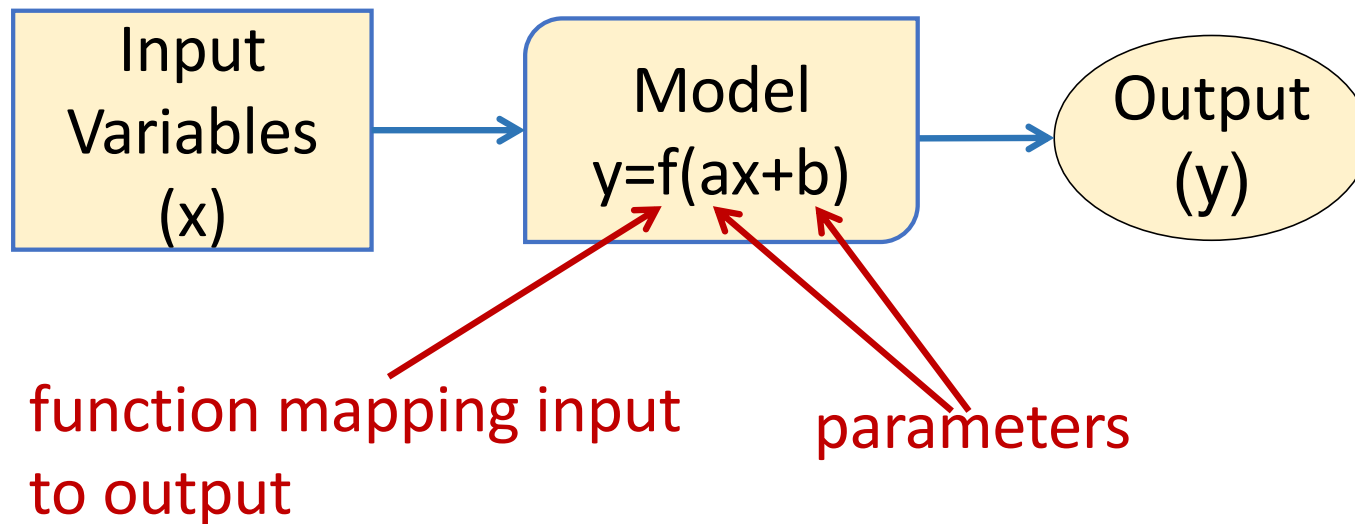 Input
Variables
(x)
Model
y=f(ax+b)
Output
(y)
function mapping input
to output
parameters